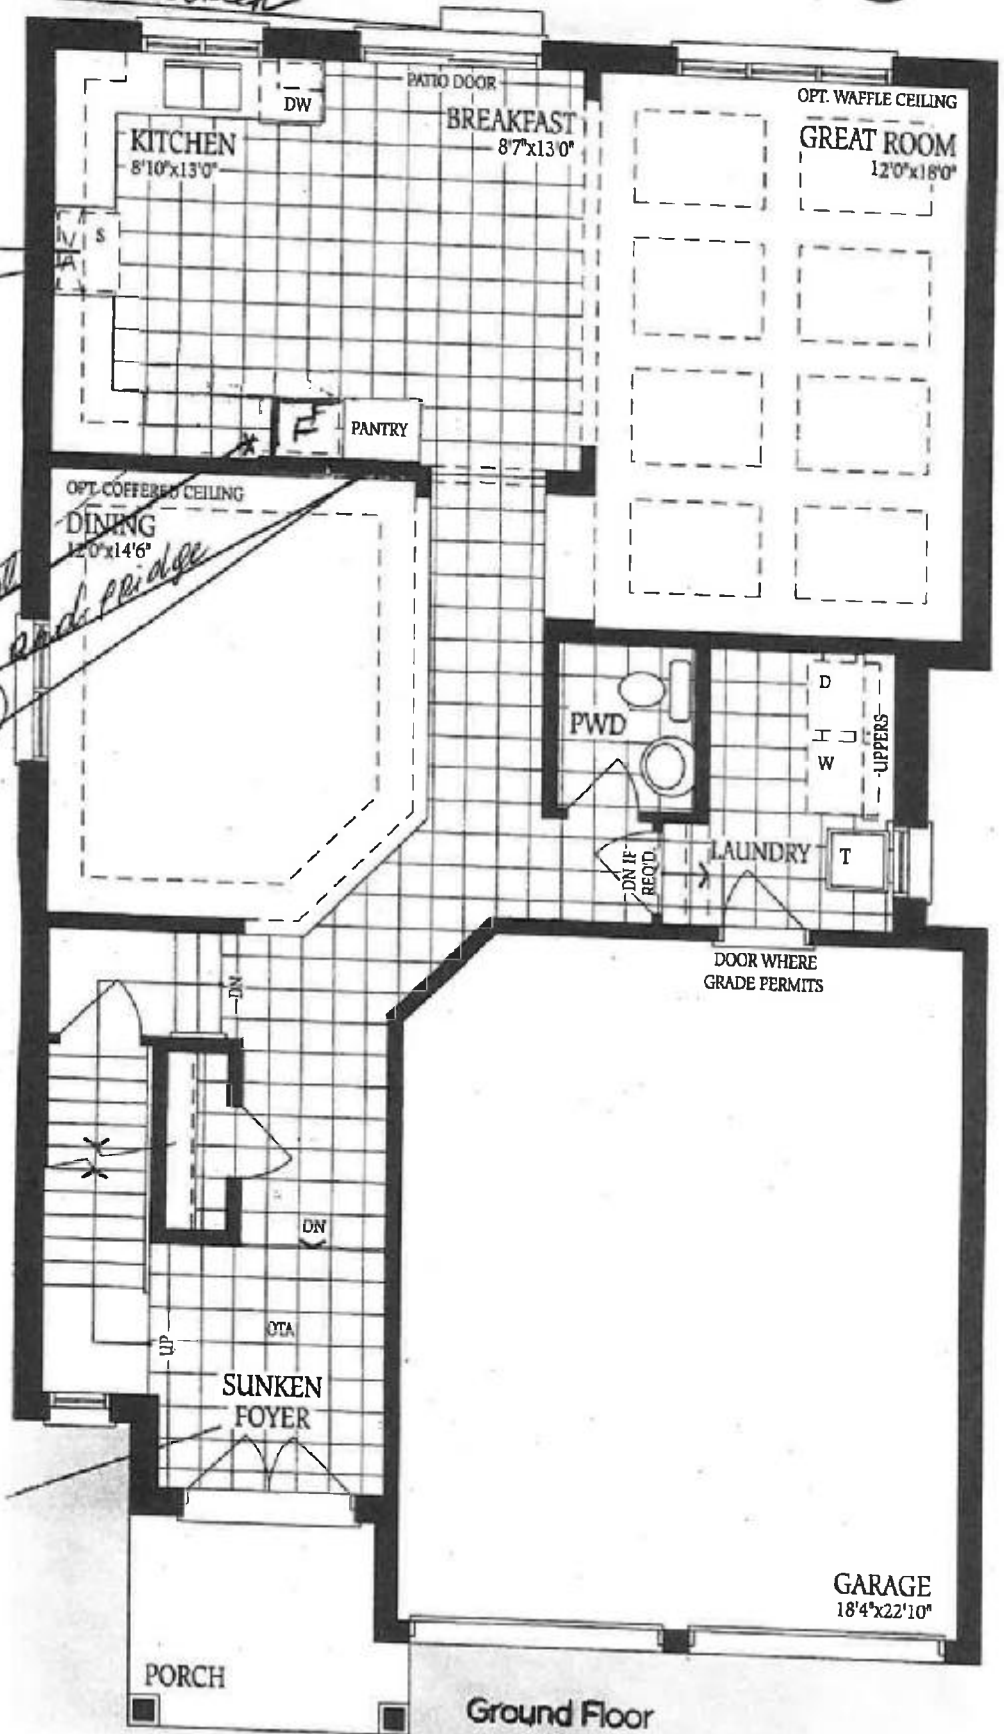 PATIO DOOR
OPT. WAFFLE CEILING
DW
BREAKFAST
8'7"x13'0"
GREAT ROOM
12'0"x18'0"
KITCHEN
8'10"x13'0"
S
F
PANTRY
OPT. COFFERED CEILING
DINING
12'0"x14'6"
and fridge
D
UPPERS
PWD
W
LAUNDRY
T
DN IF
REQ'D
DOOR WHERE
GRADE PERMITS
DN
DN
OTA
UP
SUNKEN
FOYER
GARAGE
18'4"x22'10"
PORCH
Ground Floor